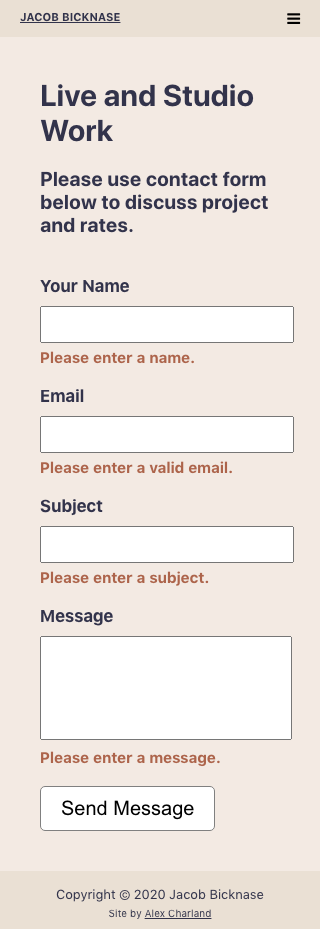 JACOB BICKNASE
Live and Studio
Work
Please use contact form
below to discuss project
and rates.
Your Name
Please enter a name.
Email
Please enter a valid email.
Subject
Please enter a subject.
Message
Please enter a message.
Send Message
Copyright © 2020 Jacob Bicknase
Site by Alex Charland